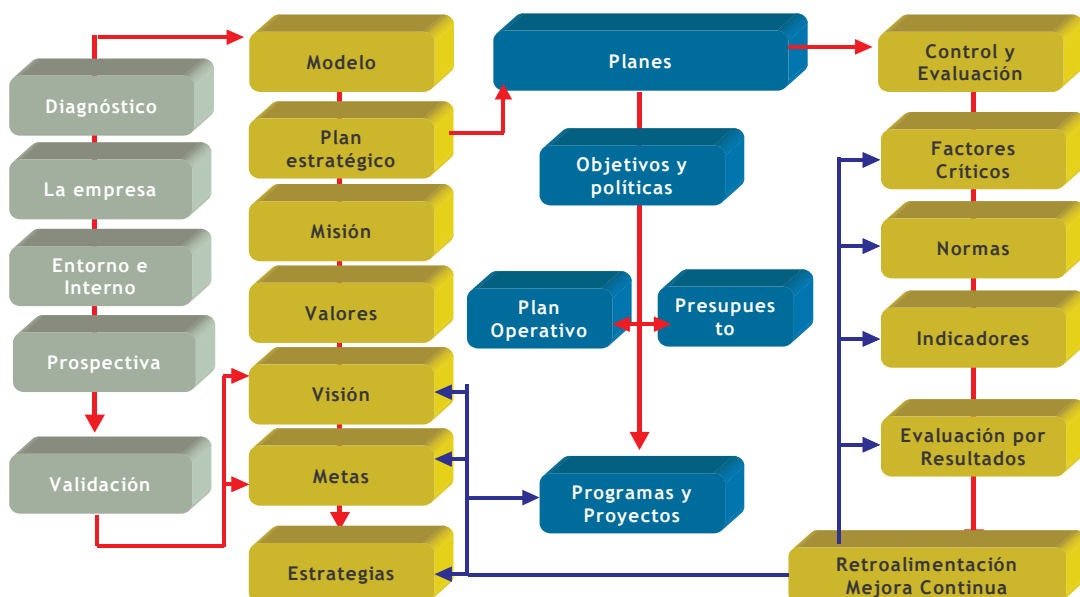 Diagnóstico
La empresa
Entorno e
Interno
Prospectiva
Validación
Modelo
Plan
estratégico
Misión
Valores
Visión
Metas
Estrategias
Planes
Objetivos y
políticas
Plan
Operativo
Presupues
to
Programas y
Proyectos
Control y
Evaluación
Factores
Críticos
Normas
Indicadores
Evaluación por
Resultados
Retroalimentación
Mejora Continua